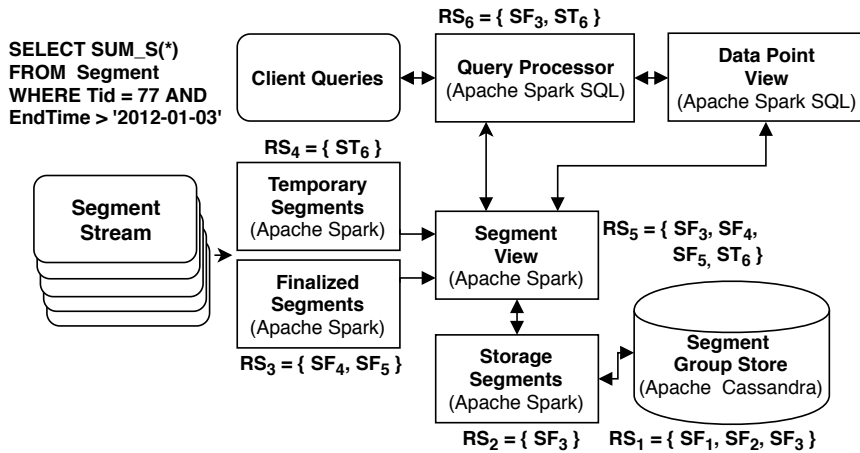 RS6 = { SF3, ST6 }
SELECT SUM_S(*)
FROM Segment
WHERE Tid = 77 AND
EndTime > '2012-01-03'
Client Queries
Query Processor
(Apache Spark SQL)
Data Point
View
(Apache Spark SQL)
RS4 = { ST6 }
Segment
Stream
Temporary
Segments
(Apache Spark)
Finalized
Segments
(Apache Spark)
RS3 = { SF4, SF5 }
Segment
View
(Apache Spark)
RS5 = { SF3, SF4,
SF5, ST6 }
Storage
Segments
(Apache Spark)
RS2 = { SF3 }
Segment
Group Store
(Apache Cassandra)
RS1 = { SF1, SF2, SF3 }